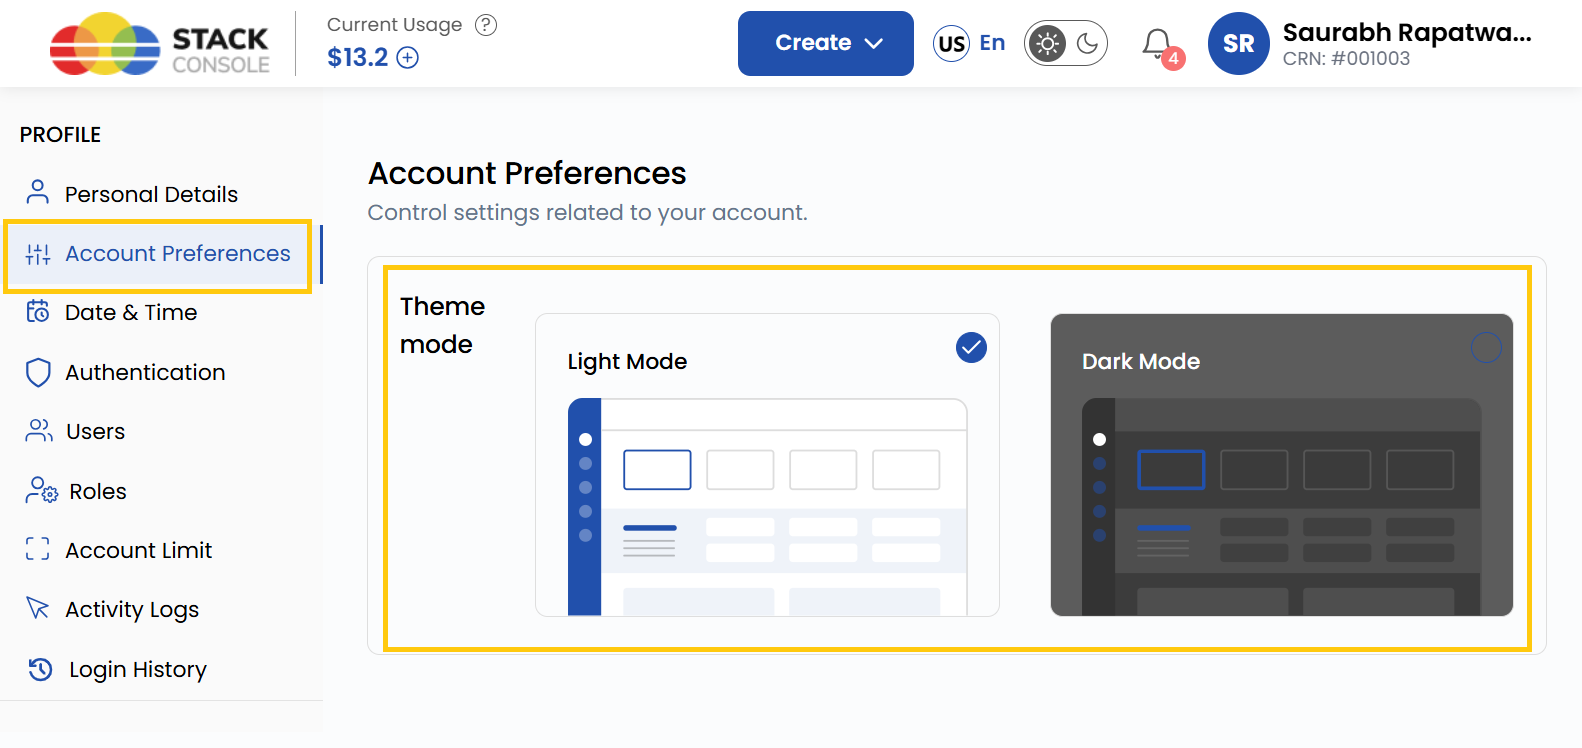 STACK
CONSOLE
Current Usage ?
$13.2
Create
US En
4
SR
Saurabh Rapatwa...
CRN: #001003
PROFILE
Personal Details
Account Preferences
Date & Time
Authentication
Users
Roles
Account Limit
Activity Logs
Login History
Account Preferences
Control settings related to your account.
Theme
mode
Light Mode
Dark Mode